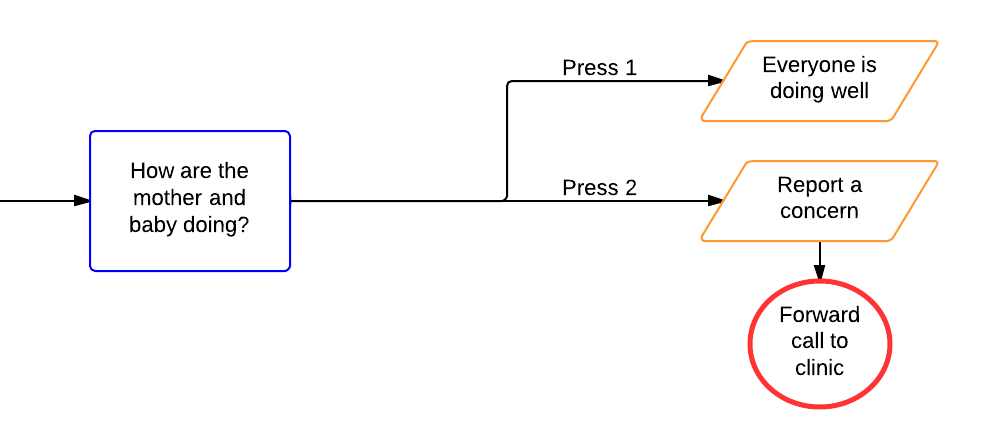 How are the
mother and
baby doing?
Press 1
Everyone is
doing well
Press 2
Report a
concern
Forward
call to
clinic